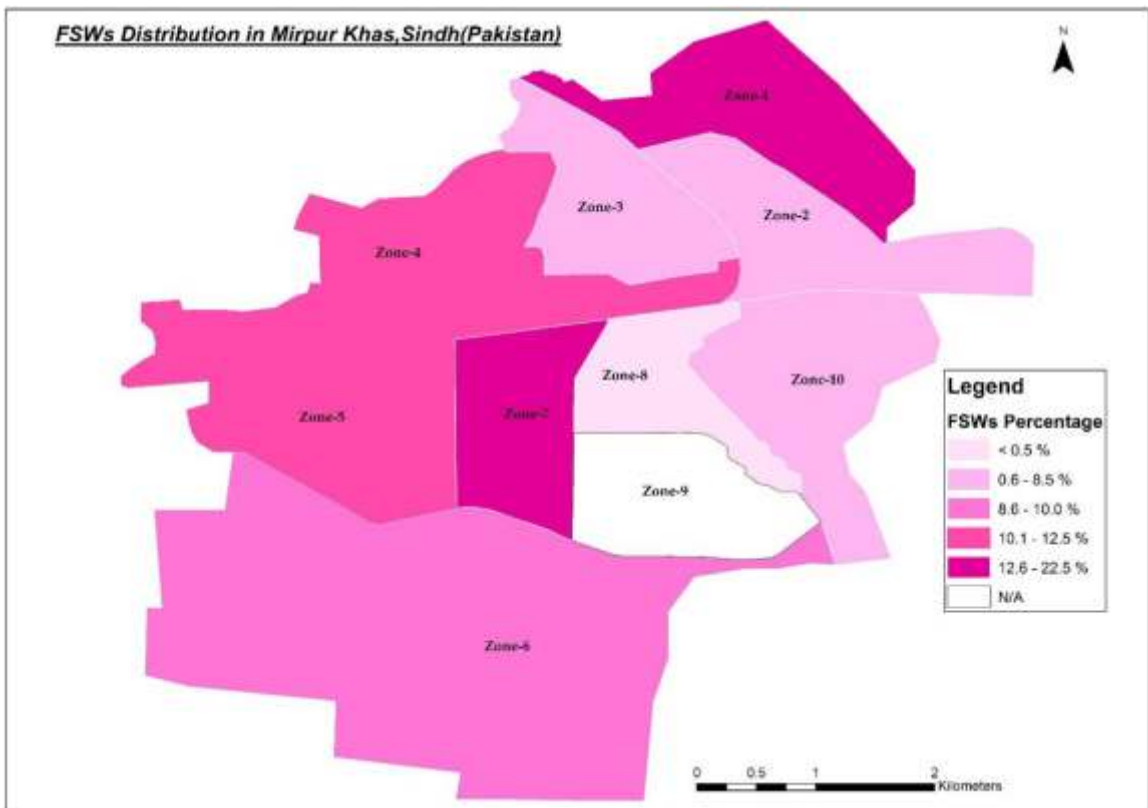 FSWs Distribution in Mirpur Khas,Sindh(Pakistan)
N
Zone-1
Zone-3
Zone-2
Zone-4
Zone-8
Zone-10
Zone-5
Zone-7
Zone-9
Zone-6
Legend
FSWs Percentage
< 0.5 %
0.6 - 8.5 %
8.6 - 10.0 %
10.1 - 12.5 %
12.6 - 22.5 %
N/A
0 0.5 1 2
Kilometers